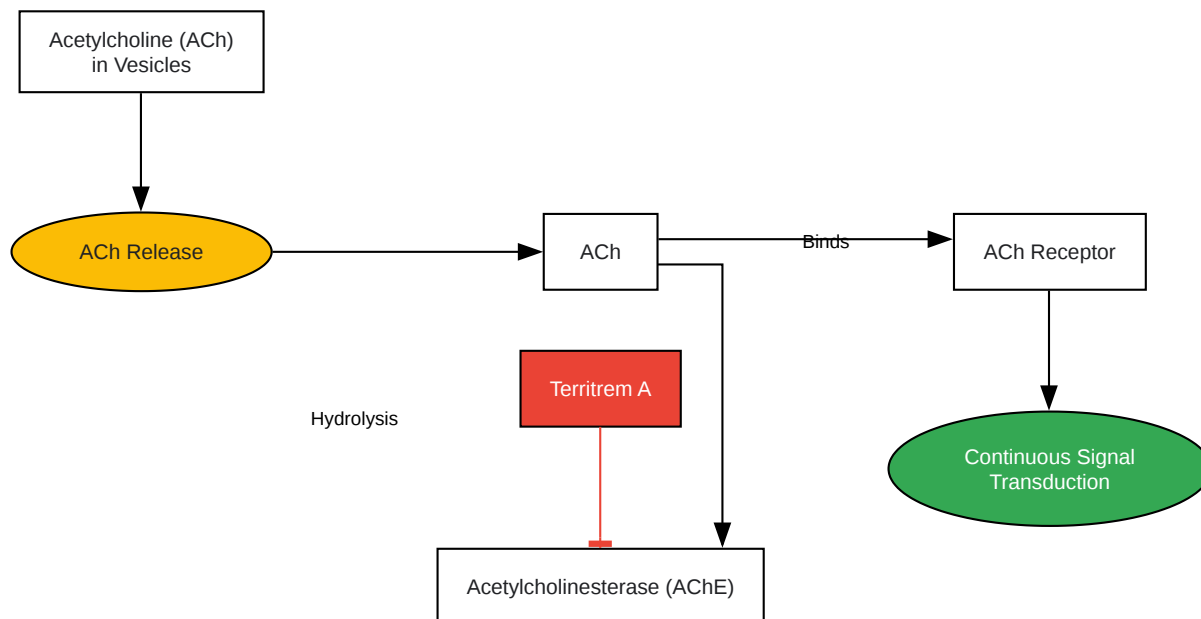 Acetylcholine (ACh)
in Vesicles
ACh Release
ACh
Binds
ACh Receptor
Territrem A
Hydrolysis
Continuous Signal
Transduction
Acetylcholinesterase (AChE)